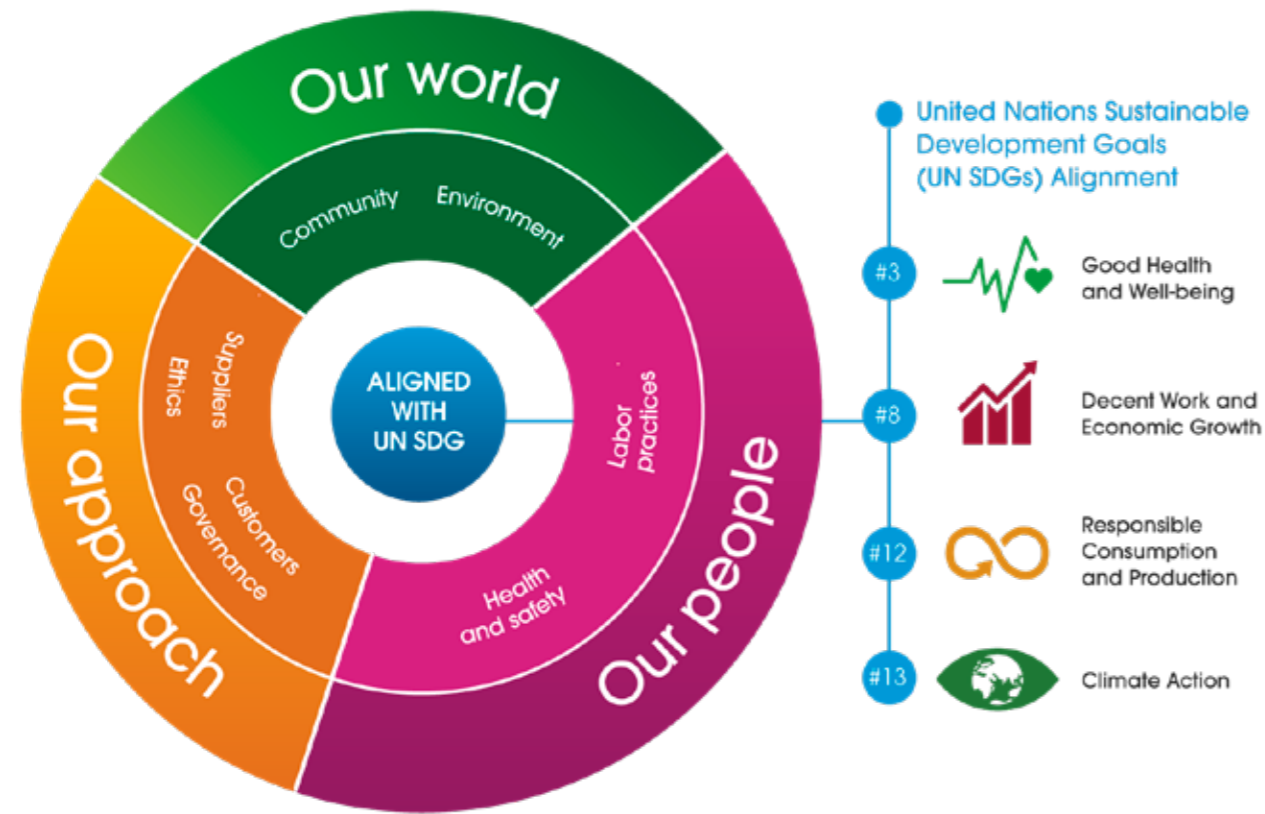 Our world
Community
Environment
Our approach
Suppliers
Ethics
Customers
Governance
ALIGNED
WITH
UN SDG
Our people
Labor
practices
Health
and safety
United Nations Sustainable
Development Goals
(UN SDGs) Alignment
#3
Good Health
and Well-being
#8
Decent Work and
Economic Growth
#12
Responsible
Consumption
and Production
#13
Climate Action